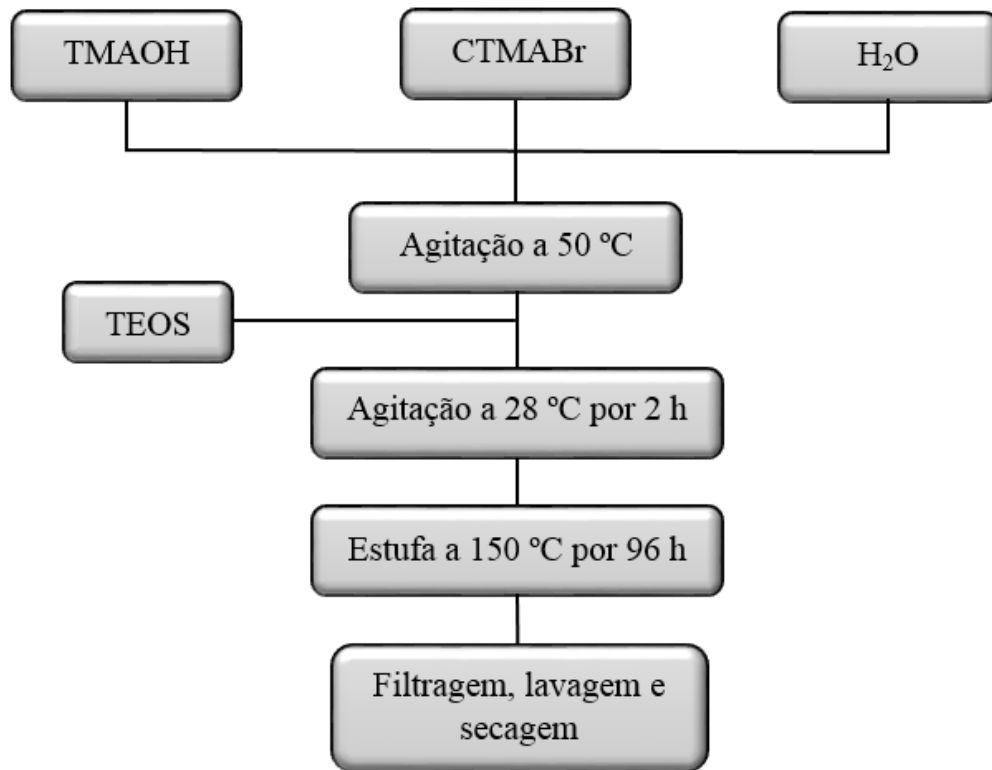 TMAOH
CTMABr
H₂O
Agitação a 50 ºC
TEOS
Agitação a 28 ºC por 2 h
Estufa a 150 ºC por 96 h
Filtragem, lavagem e
secagem